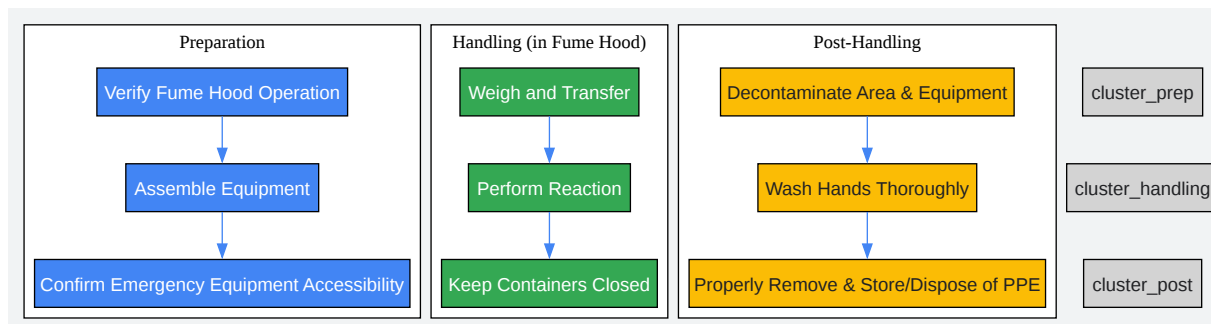 Preparation
Verify Fume Hood Operation
Assemble Equipment
Confirm Emergency Equipment Accessibility
Handling (in Fume Hood)
Weigh and Transfer
Perform Reaction
Keep Containers Closed
Post-Handling
Decontaminate Area & Equipment
Wash Hands Thoroughly
Properly Remove & Store/Dispose of PPE
cluster_prep
cluster_handling
cluster_post